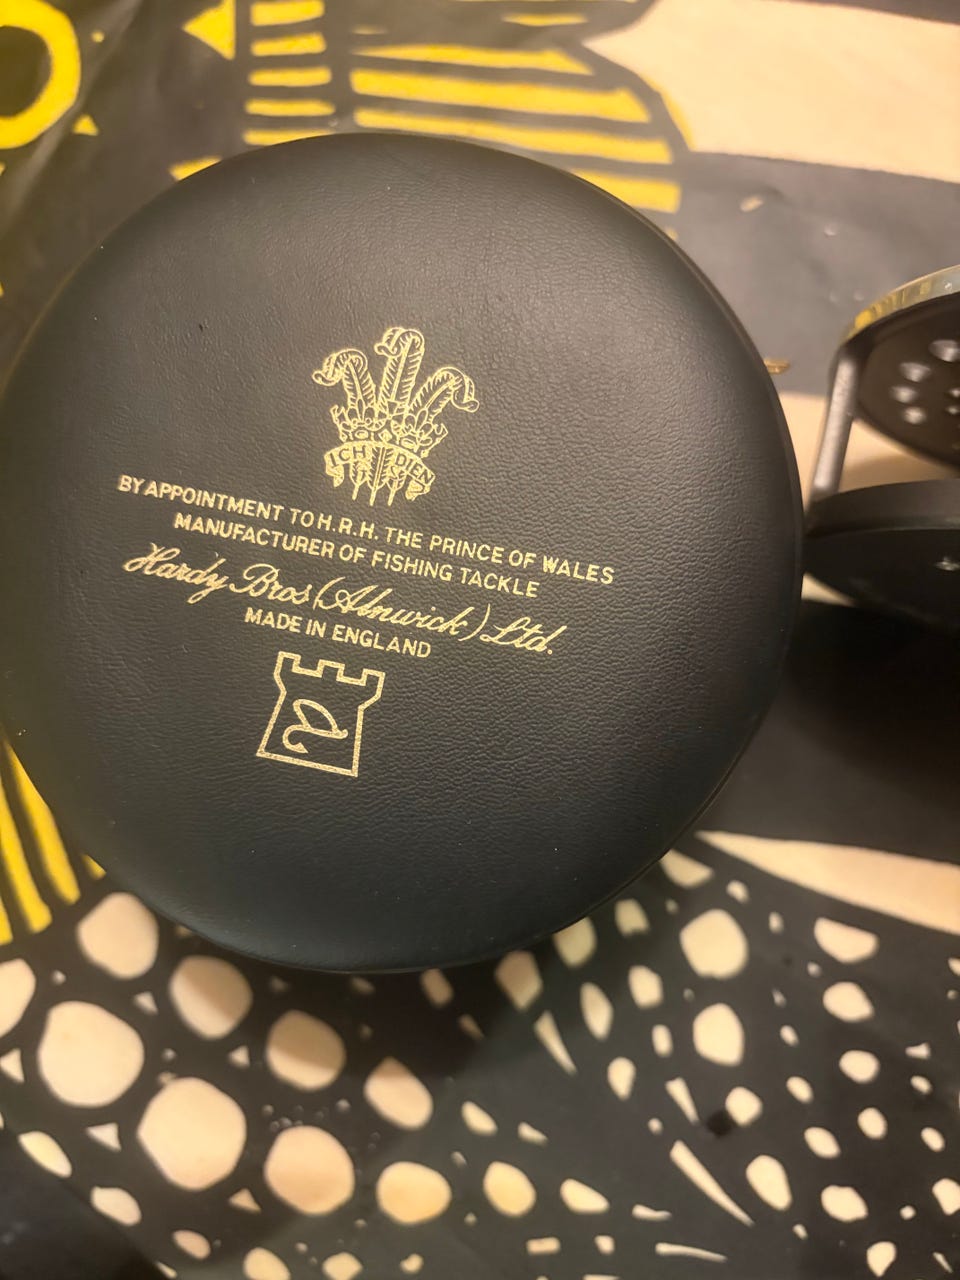 ICH DIEN
BY APPOINTMENT TO H.R.H. THE PRINCE OF WALES
MANUFACTURER OF FISHING TACKLE
Hardy Bros (Alnwick) Ltd.
MADE IN ENGLAND